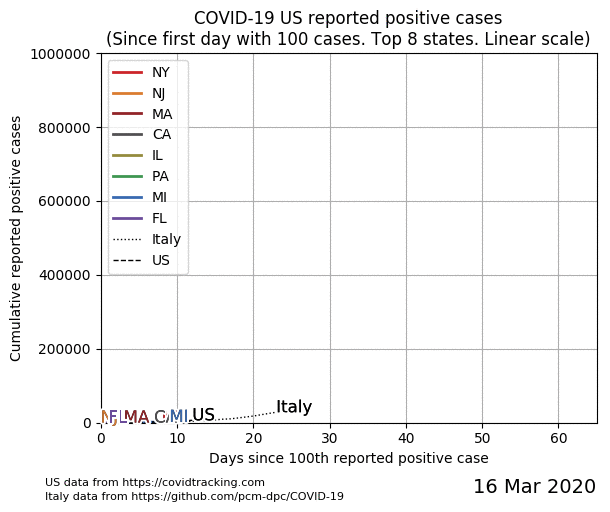 COVID-19 US reported positive cases
(Since first day with 100 cases. Top 8 states. Linear scale)
Cumulative reported positive cases
1000000
800000
600000
400000
200000
0
NY
NJ
MA
CA
IL
PA
MI
FL
Italy
US
MA
MI
US
Italy
0 10 20 30 40 50 60
Days since 100th reported positive case
US data from https://covidtracking.com
Italy data from https://github.com/pcm-dpc/COVID-19
16 Mar 2020